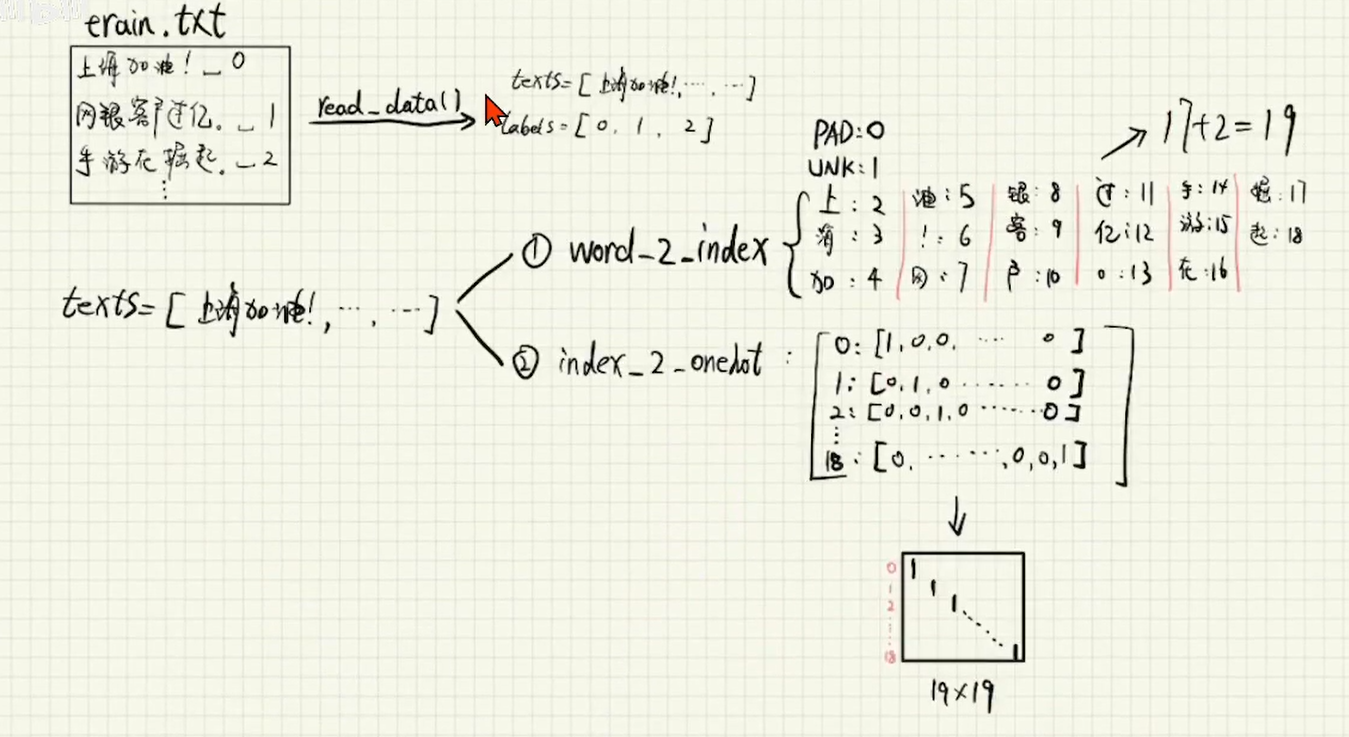 erain.txt
上海加油！_ 0
网银客户过亿。_ 1
手游在掘起。_ 2
⋮
read_data()
texts=[上海加油!, ..., ...]
labels=[0, 1, 2]
17+2=19
PAD:0
UNK:1
上:2 油:5 银:8 过:11 手:14 掘:17
海:3 !:6 客:9 亿:12 游:15 起:18
加:4 网:7 户:10 。:13 在:16
① word_2_index
texts=[上海加油!, ..., ...]
② index_2_onehot :
0:[1,0,0, ... 0]
1:[0,1,0 ...... 0]
2:[0,0,1,0 ...... 0]
⋮
18:[0, ......,0,0,1]
0 1
1 1
2 1
⋮
18 1
19×19